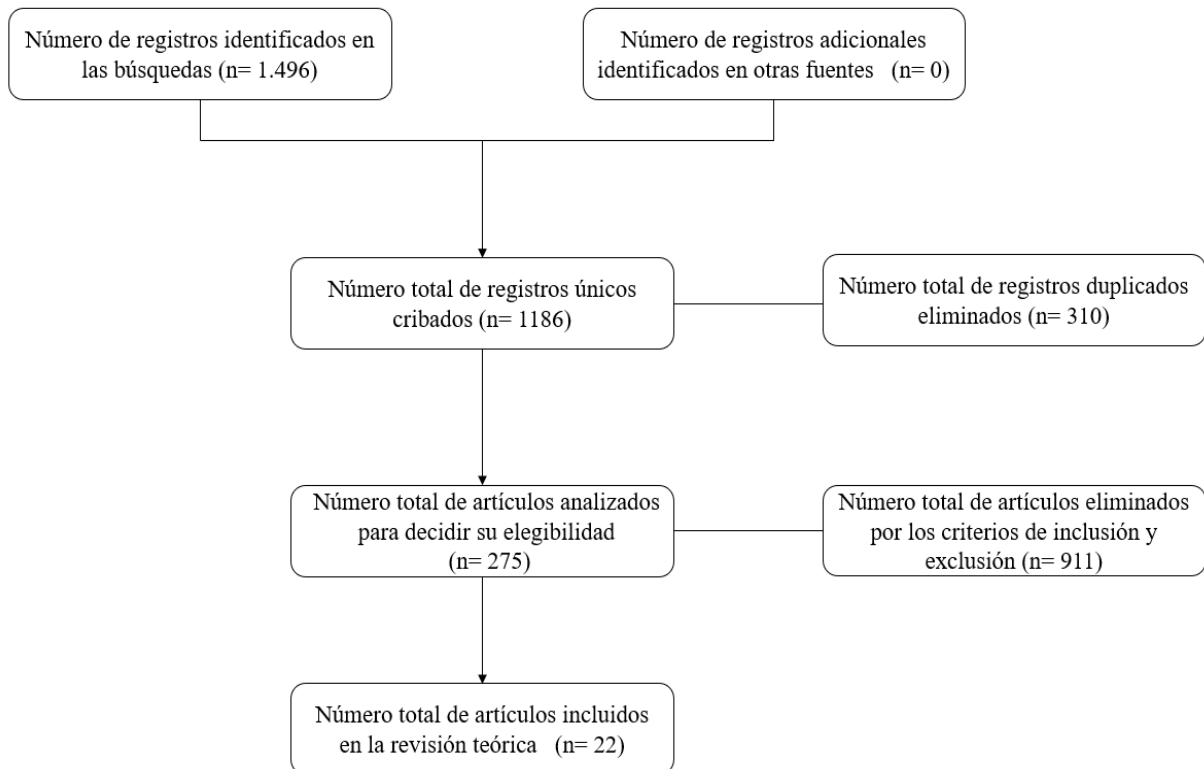 Número de registros identificados en
las búsquedas (n= 1.496)
Número de registros adicionales
identificados en otras fuentes (n= 0)
Número total de registros únicos
cribados (n= 1186)
Número total de registros duplicados
eliminados (n= 310)
Número total de artículos analizados
para decidir su elegibilidad
(n= 275)
Número total de artículos eliminados
por los criterios de inclusión y
exclusión (n= 911)
Número total de artículos incluidos
en la revisión teórica (n= 22)